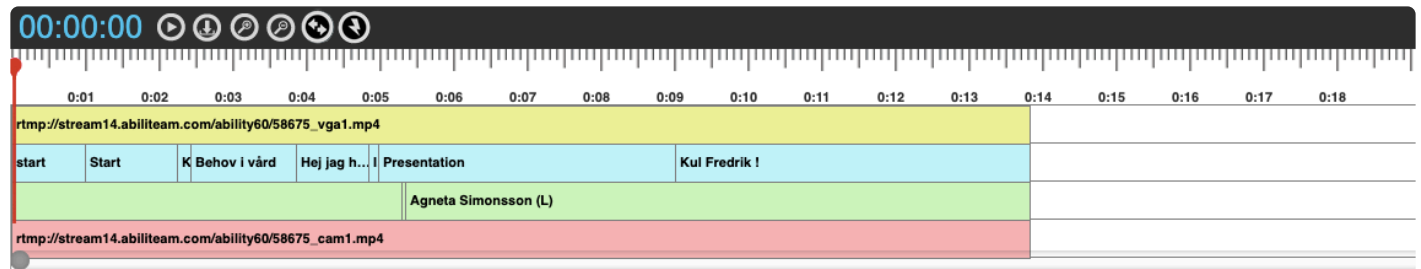 00:00:00
0:01 0:02 0:03 0:04 0:05 0:06 0:07 0:08 0:09 0:10 0:11 0:12 0:13 0:14 0:15 0:16 0:17 0:18
rtmp://stream14.abiliteam.com/ability60/58675_vga1.mp4
start Start K Behov i vård Hej jag h... I Presentation Kul Fredrik !
Agneta Simonsson (L)
rtmp://stream14.abiliteam.com/ability60/58675_cam1.mp4